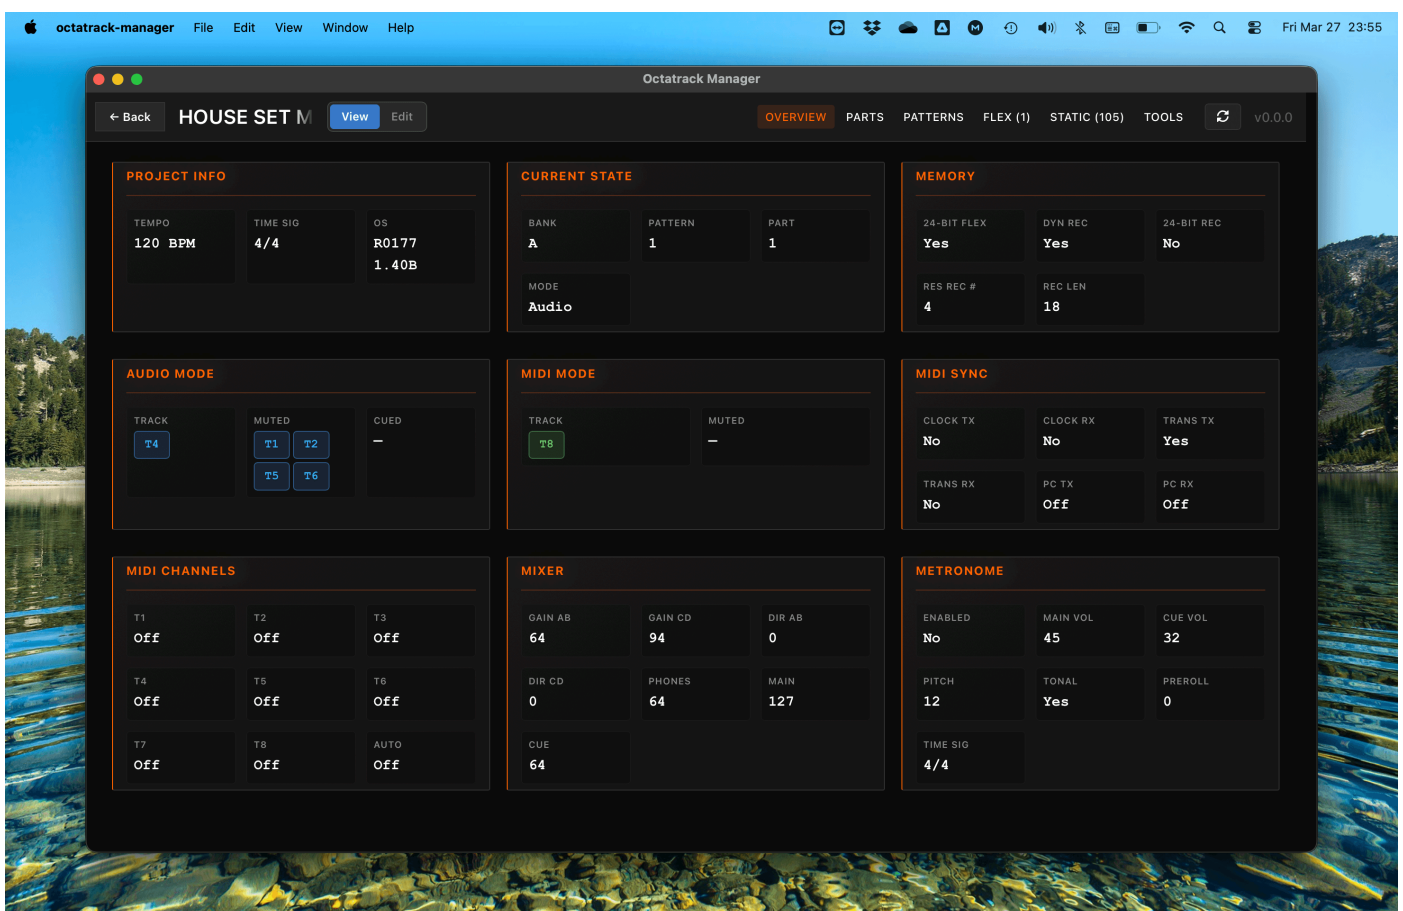 octatrack-manager File Edit View Window Help Fri Mar 27 23:55
Octatrack Manager
← Back HOUSE SET M View Edit OVERVIEW PARTS PATTERNS FLEX (1) STATIC (105) TOOLS v0.0.0
PROJECT INFO
TEMPO TIME SIG OS
120 BPM 4/4 R0177
1.40B
CURRENT STATE
BANK PATTERN PART
A 1 1
MODE
Audio
MEMORY
24-BIT FLEX DYN REC 24-BIT REC
Yes Yes No
RES REC # REC LEN
4 18
AUDIO MODE
TRACK MUTED CUED
T4 T1 T2 –
T5 T6
MIDI MODE
TRACK MUTED
T8 –
MIDI SYNC
CLOCK TX CLOCK RX TRANS TX
No No Yes
TRANS RX PC TX PC RX
No Off Off
MIDI CHANNELS
T1 T2 T3
Off Off Off
T4 T5 T6
Off Off Off
T7 T8 AUTO
Off Off Off
MIXER
GAIN AB GAIN CD DIR AB
64 94 0
DIR CD PHONES MAIN
0 64 127
CUE
64
METRONOME
ENABLED MAIN VOL CUE VOL
No 45 32
PITCH TONAL PREROLL
12 Yes 0
TIME SIG
4/4